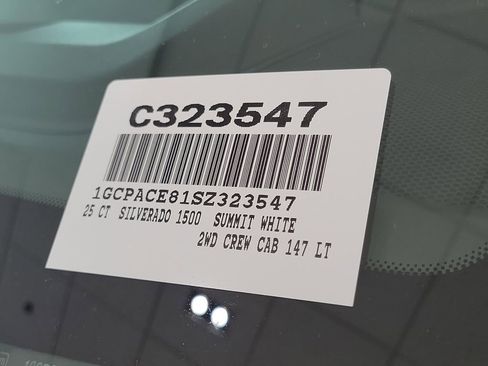 C323547
1GCPACE81SZ323547
25 CT SILVERADO 1500 SUMMIT WHITE
2WD CREW CAB 147 LT